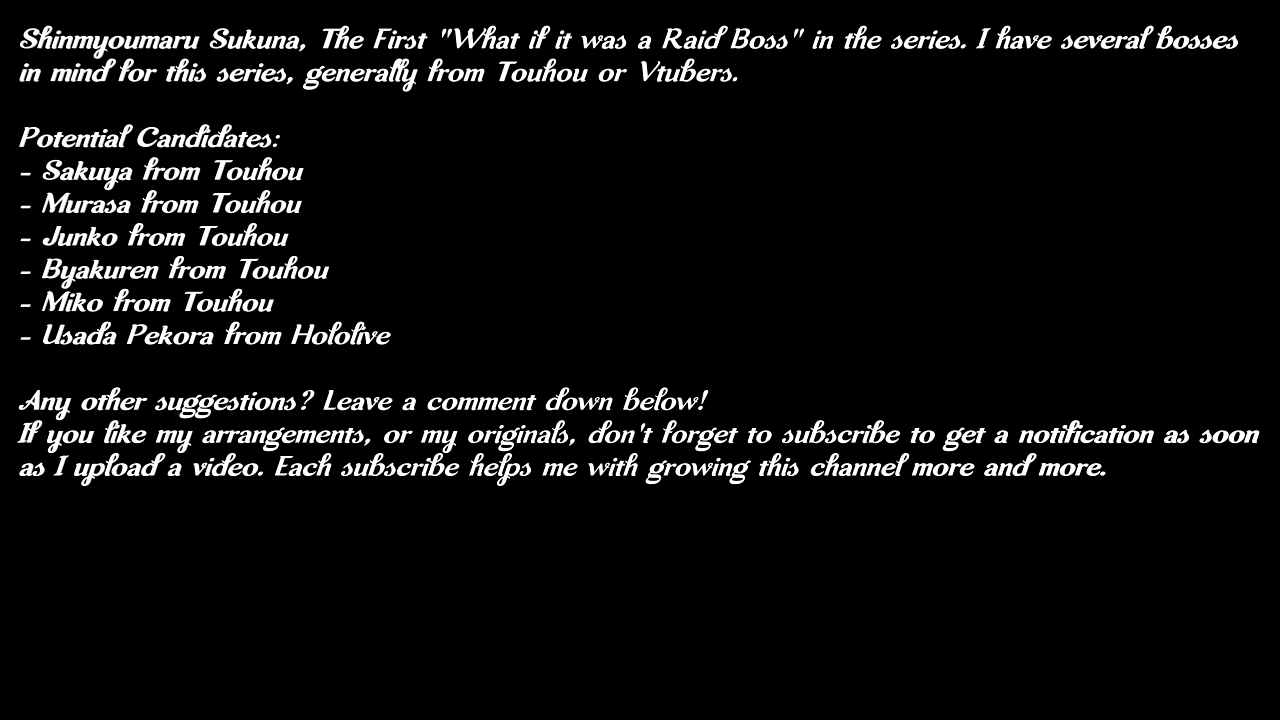 Shinmyoumaru Sukuna, The First "What if it was a Raid Boss" in the series. I have several bosses
in mind for this series, generally from Touhou or Vtubers.
Potential Candidates:
- Sakuya from Touhou
- Murasa from Touhou
- Junko from Touhou
- Byakuren from Touhou
- Miko from Touhou
- Usada Pekora from Hololive
Any other suggestions? Leave a comment down below!
If you like my arrangements, or my originals, don't forget to subscribe to get a notification as soon
as I upload a video. Each subscribe helps me with growing this channel more and more.